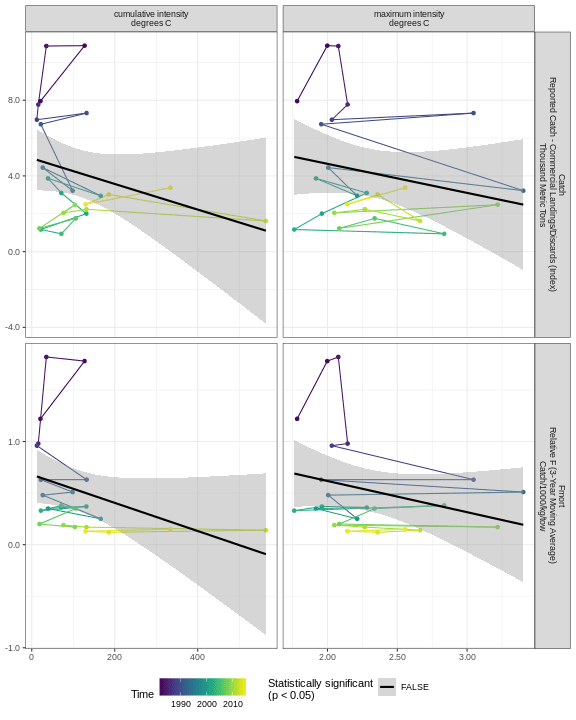 cumulative intensity
degrees C
maximum intensity
degrees C
8.0
4.0
0.0
-4.0
Catch
Reported Catch - Commercial Landings/Discards (Index)
Thousand Metric Tons
1.0
0.0
-1.0
Fmort
Relative F (3-Year Moving Average)
Catch/1000/kg/tow
0
200
400
2.00
2.50
3.00
Time
1990
2000
2010
Statistically significant
(p < 0.05)
FALSE